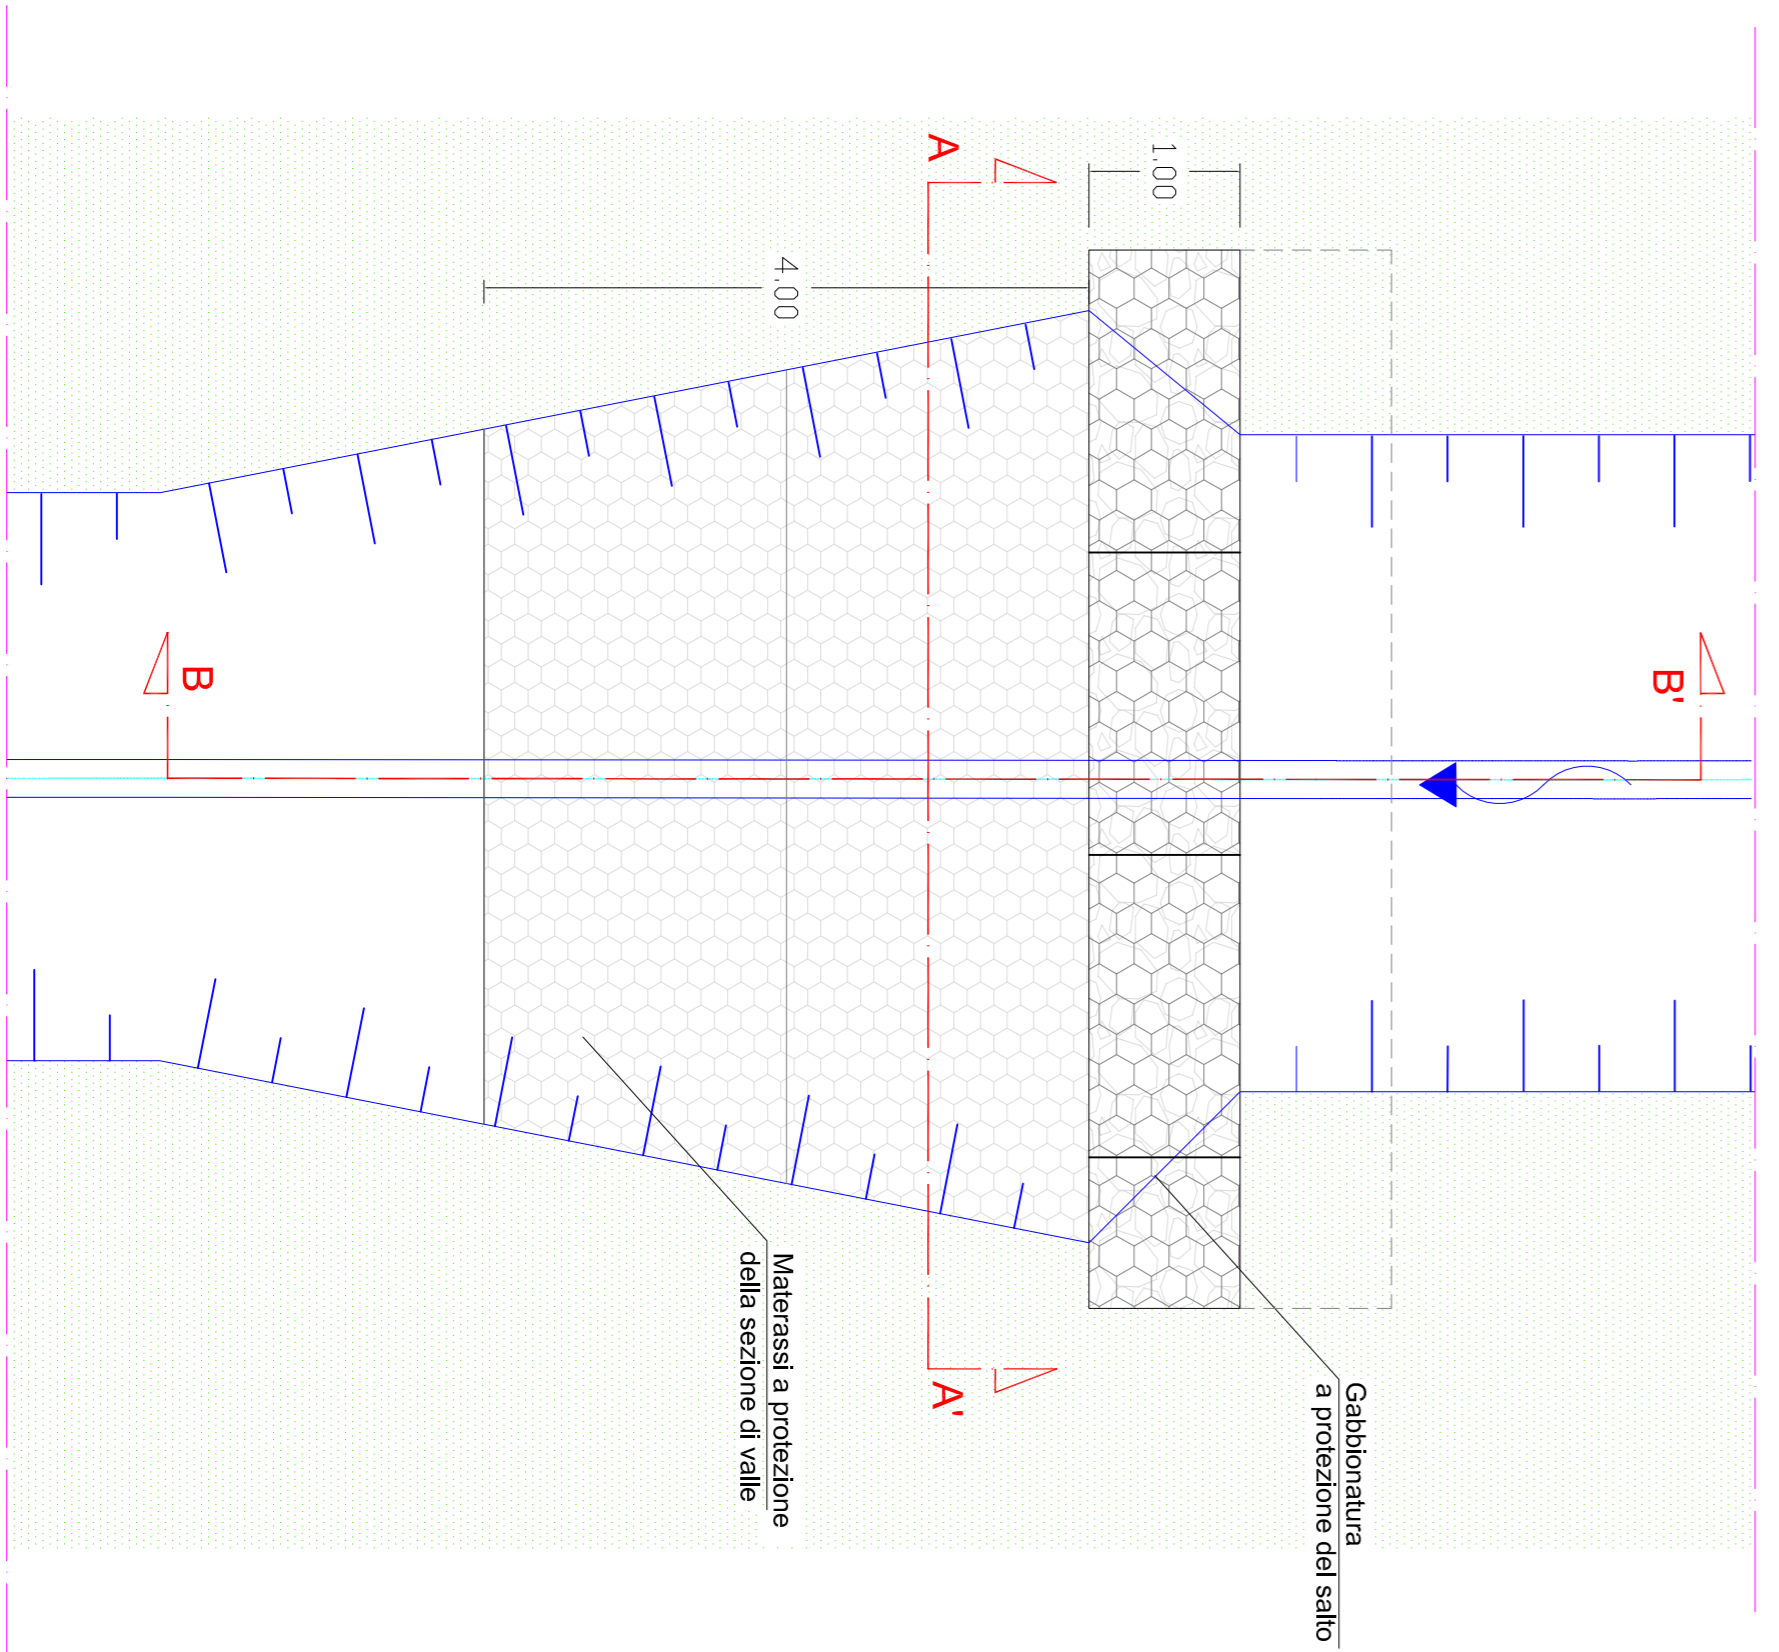 A
1,00
4,00
B
B'
A'
Materassi a protezione
della sezione di valle
Gabbionatura
a protezione del salto